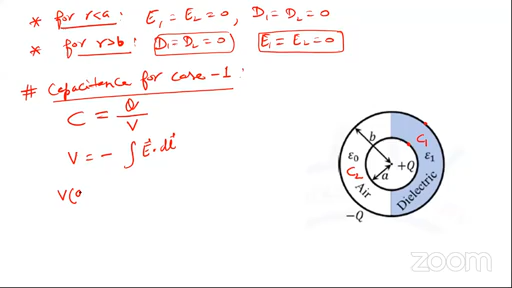 * for r<a : E₁ = E₂ = 0, D₁ = D₂ = 0
* for r>b : D₁ = D₂ = 0 E₁ = E₂ = 0
# Capacitance for case -1 :
C = Q/V
V = - ∫ E⃗ · dl⃗
V(a
b
C₁
ε₀
ε₁
+Q
C₂
a
Air
Dielectric
-Q
zoom